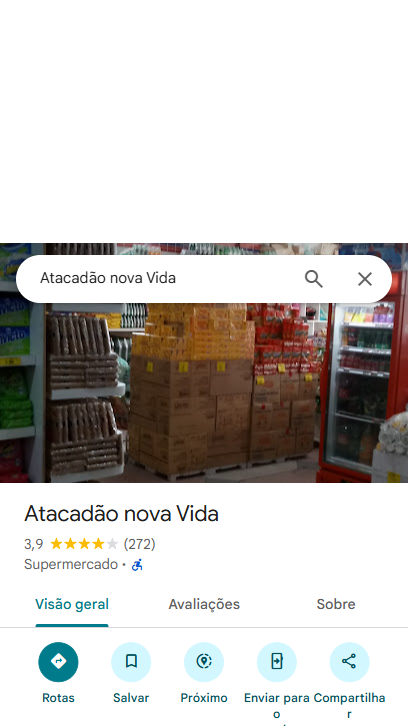 Atacadão nova Vida
Atacadão nova Vida
3,9 (272)
Supermercado ·
Visão geral
Avaliações
Sobre
Rotas
Salvar
Próximo
Enviar para
o
Compartilha
r